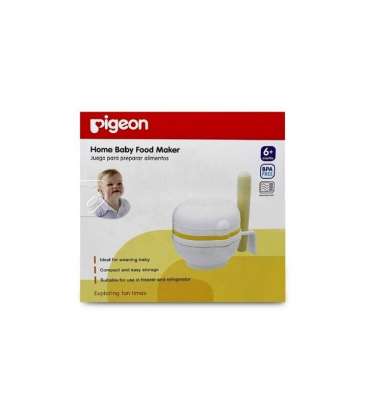 pigeon
Home Baby Food Maker
Juego para preparar alimentos
6+
months
BPA
FREE
Ideal for weaning baby
Compact and easy storage
Suitable for use in freezer and refrigerator
Exploring fun times